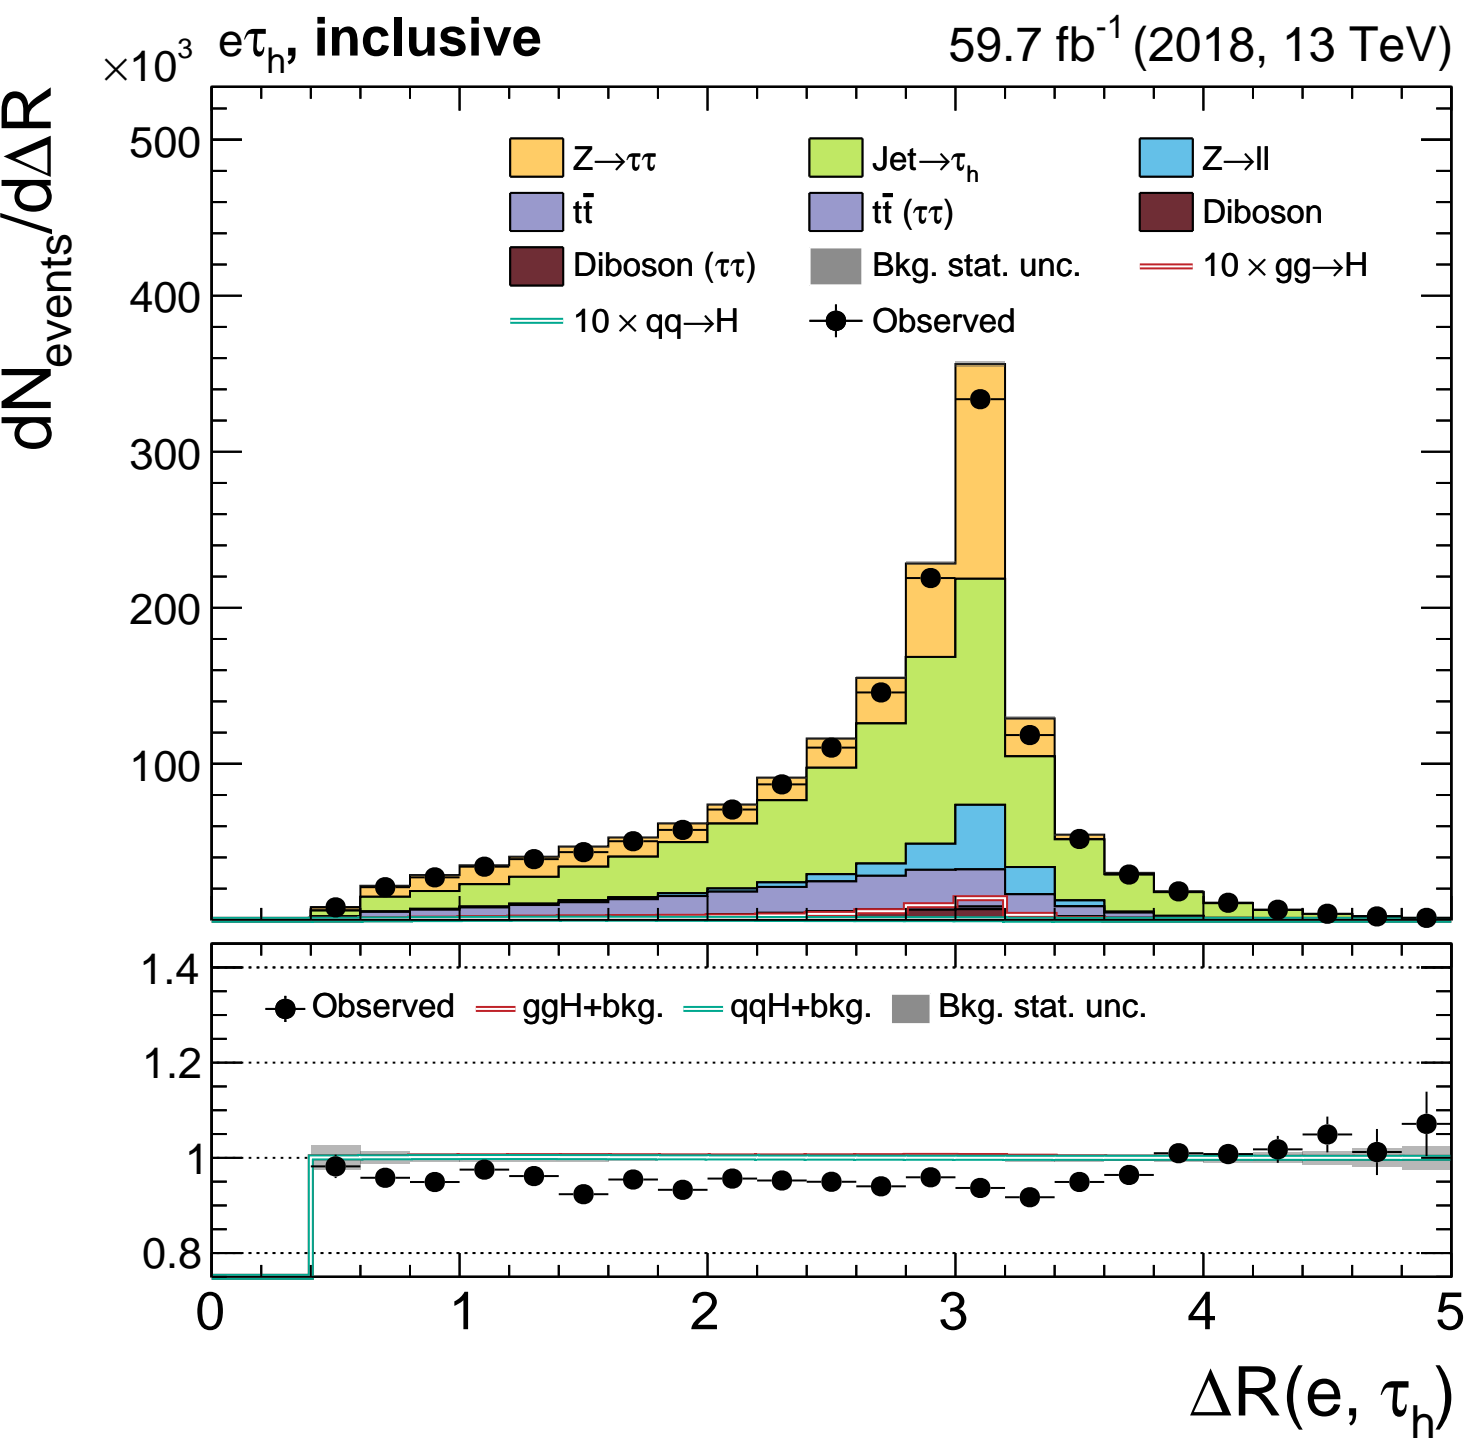 ×10³ eτₕ, inclusive 59.7 fb⁻¹ (2018, 13 TeV)
dN_events/dΔR
500
400
300
200
100
Z→ττ Jet→τₕ Z→ll
tt̄ tt̄ (ττ) Diboson
Diboson (ττ) Bkg. stat. unc. 10 × gg→H
10 × qq→H Observed
1.4
1.2
1
0.8
Observed ggH+bkg. qqH+bkg. Bkg. stat. unc.
0 1 2 3 4 5
ΔR(e, τₕ)